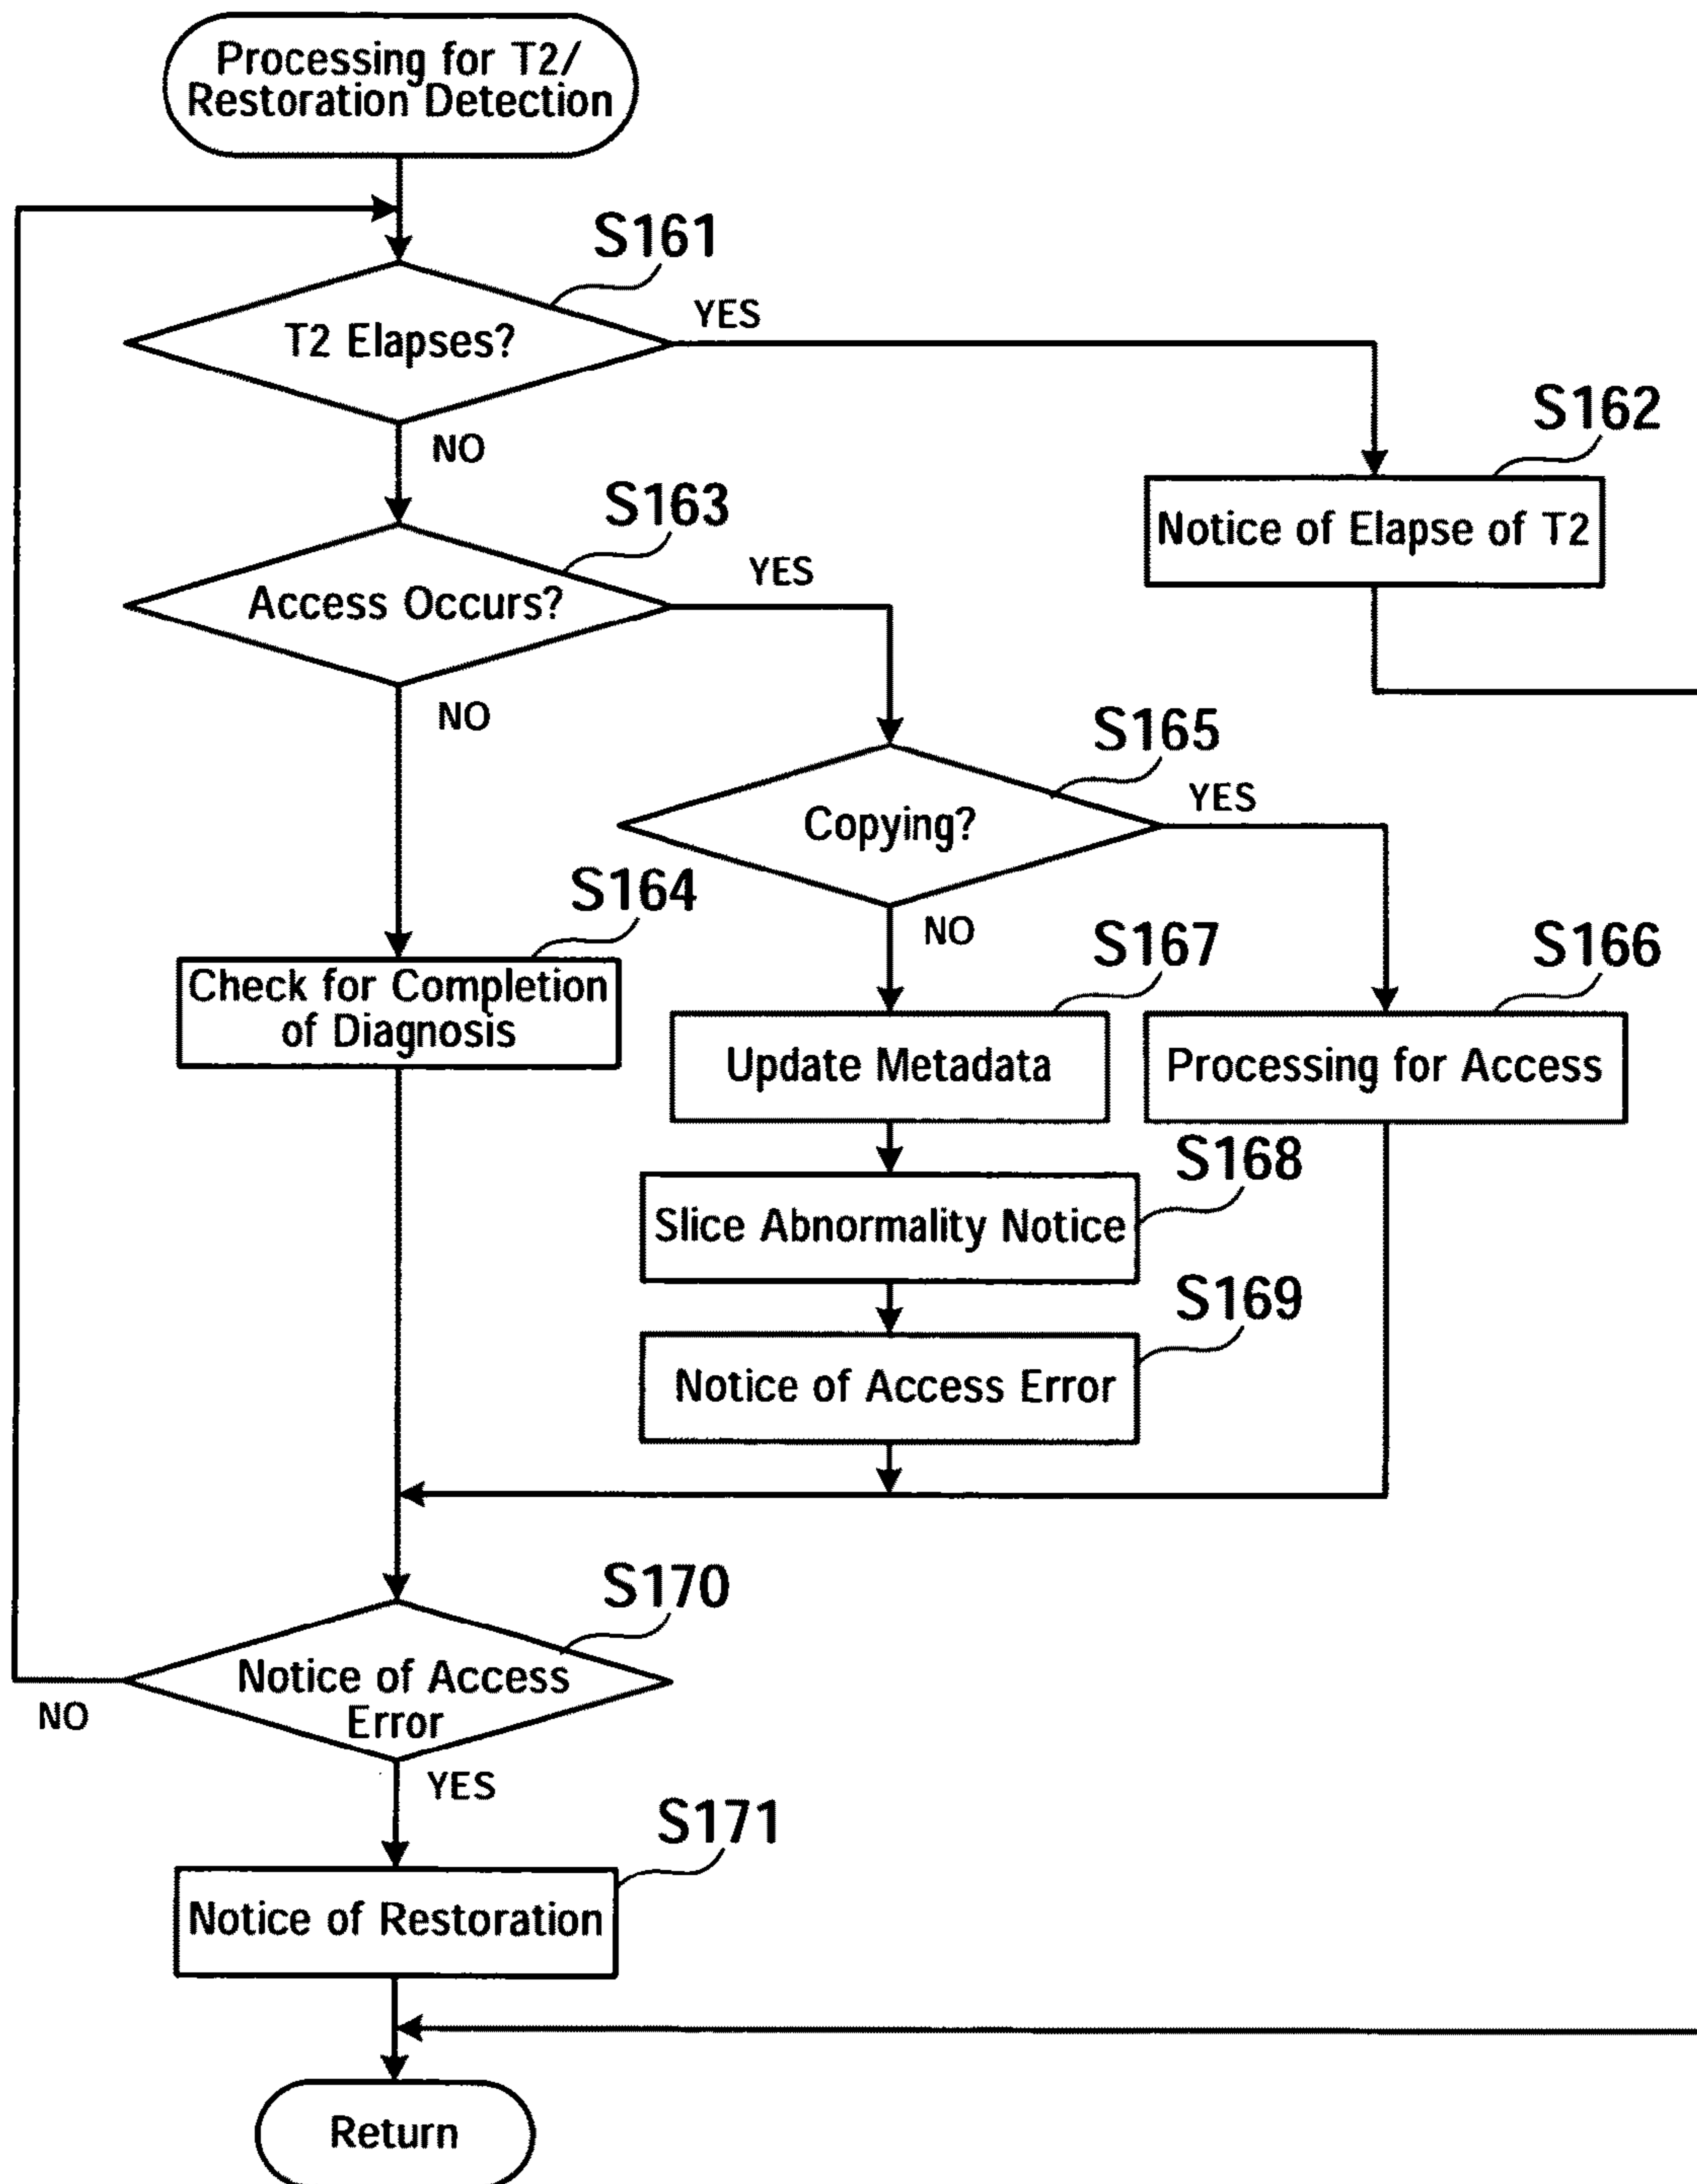 Processing for T2/
Restoration Detection
S161
T2 Elapses?
YES
NO
S162
Notice of Elapse of T2
S163
Access Occurs?
YES
NO
S165
Copying?
YES
NO
S164
Check for Completion
of Diagnosis
S167
Update Metadata
S166
Processing for Access
S168
Slice Abnormality Notice
S169
Notice of Access Error
S170
Notice of Access
Error
NO
YES
S171
Notice of Restoration
Return